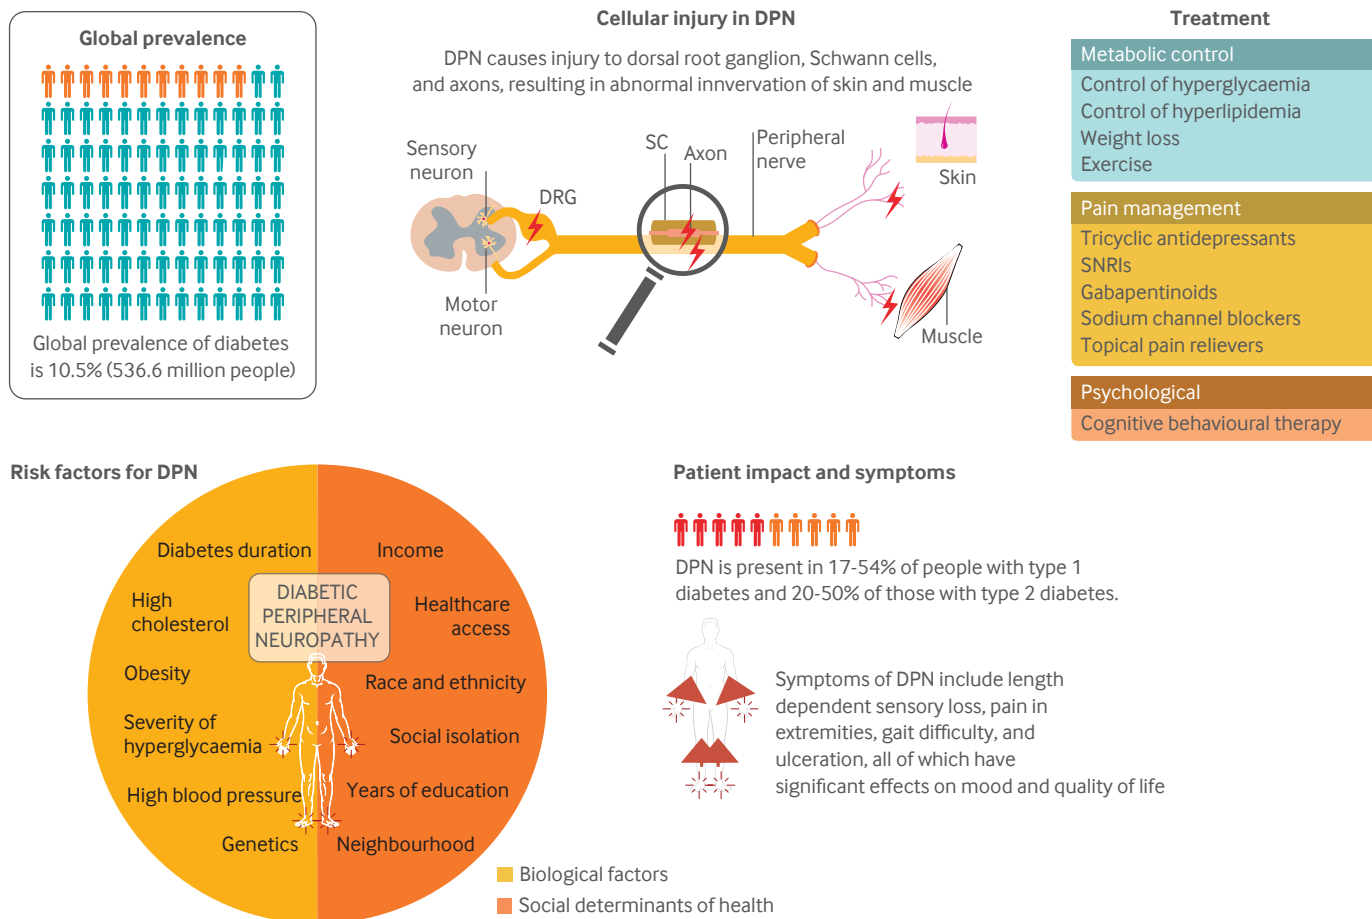 Global prevalence
Global prevalence of diabetes
is 10.5% (536.6 million people)
Cellular injury in DPN
DPN causes injury to dorsal root ganglion, Schwann cells,
and axons, resulting in abnormal innvervation of skin and muscle
Sensory
neuron
DRG
SC
Axon
Peripheral
nerve
Skin
Motor
neuron
Muscle
Treatment
Metabolic control
Control of hyperglycaemia
Control of hyperlipidemia
Weight loss
Exercise
Pain management
Tricyclic antidepressants
SNRIs
Gabapentinoids
Sodium channel blockers
Topical pain relievers
Psychological
Cognitive behavioural therapy
Risk factors for DPN
DIABETIC
PERIPHERAL
NEUROPATHY
Diabetes duration
High
cholesterol
Obesity
Severity of
hyperglycaemia
High blood pressure
Genetics
Income
Healthcare
access
Race and ethnicity
Social isolation
Years of education
Neighbourhood
Biological factors
Social determinants of health
Patient impact and symptoms
DPN is present in 17-54% of people with type 1
diabetes and 20-50% of those with type 2 diabetes.
Symptoms of DPN include length
dependent sensory loss, pain in
extremities, gait difficulty, and
ulceration, all of which have
significant effects on mood and quality of life